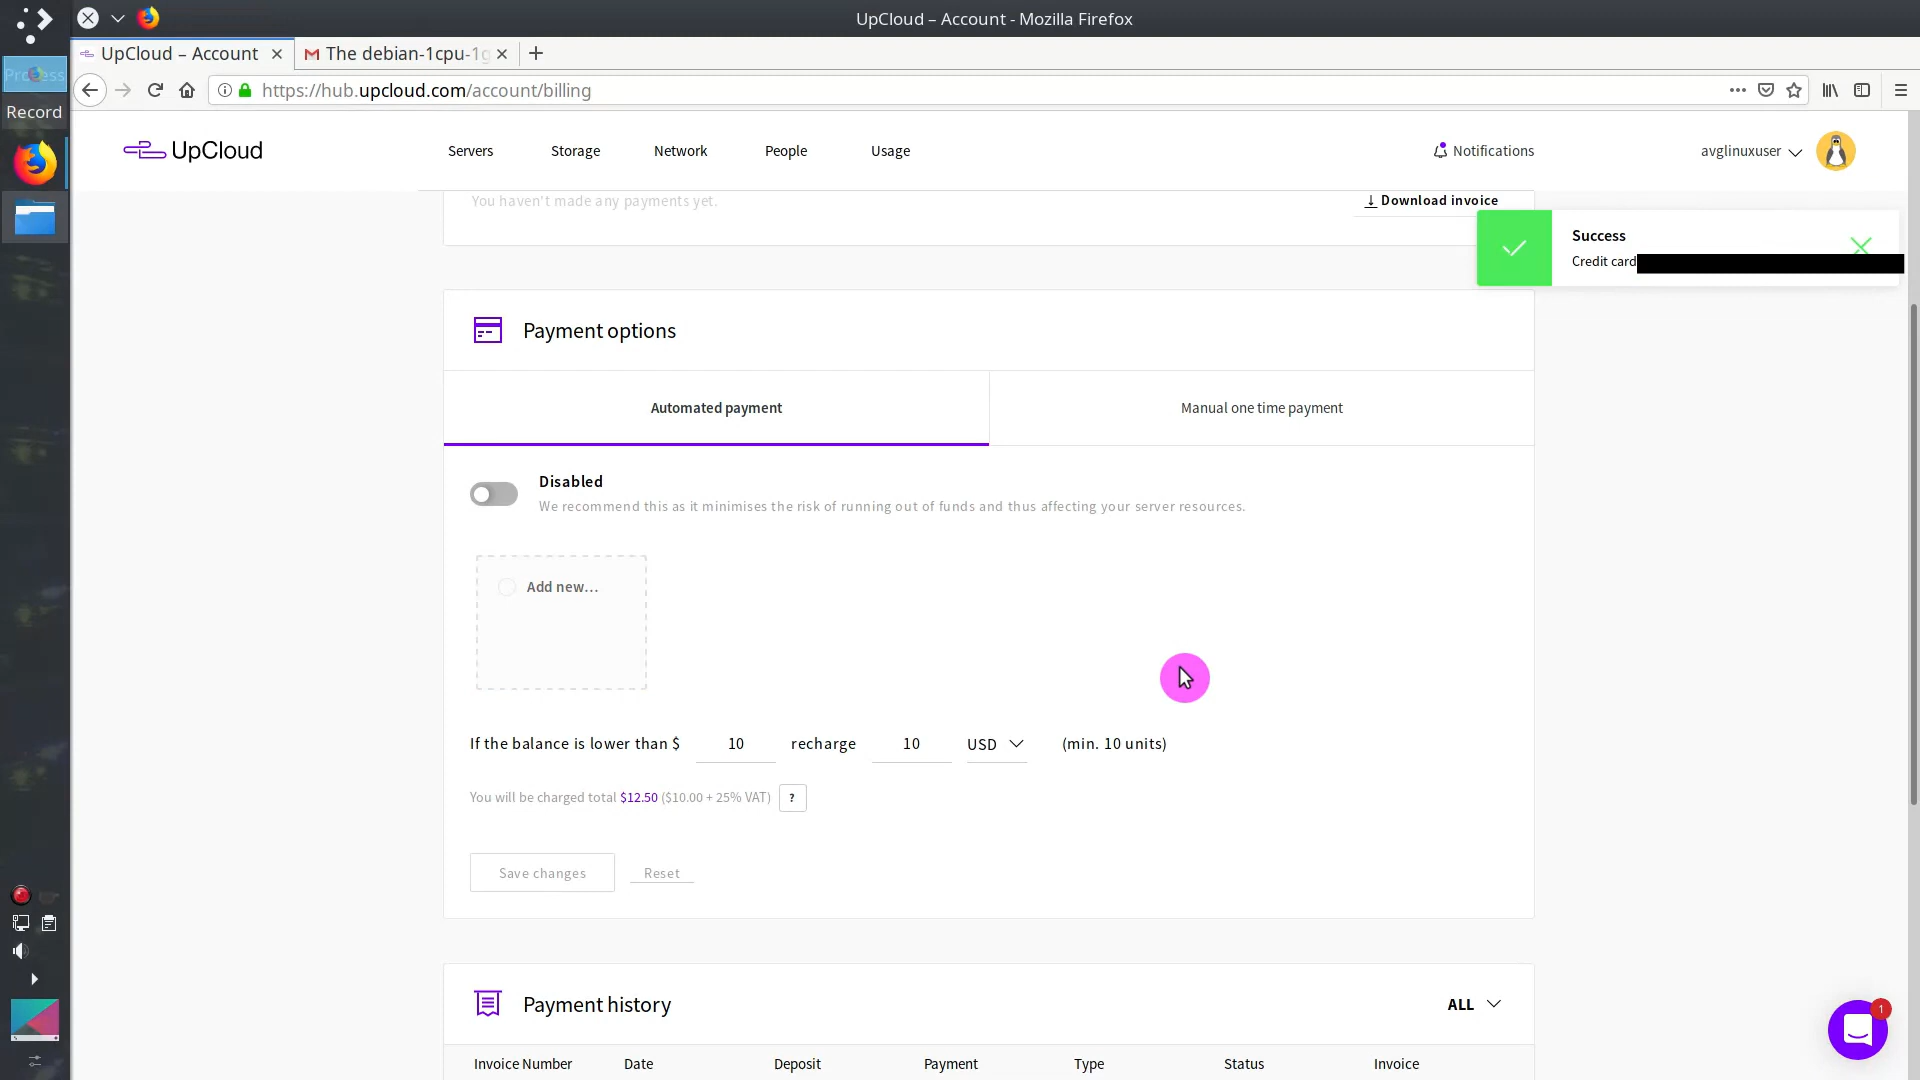 UpCloud – Account - Mozilla Firefox
UpCloud – Account
The debian-1cpu-1g
https://hub.upcloud.com/account/billing
Record
UpCloud
Servers
Storage
Network
People
Usage
Notifications
avglinuxuser
You haven't made any payments yet.
Download invoice
Success
Credit card
Payment options
Automated payment
Manual one time payment
Disabled
We recommend this as it minimises the risk of running out of funds and thus affecting your server resources.
Add new...
If the balance is lower than $ 10 recharge 10 USD (min. 10 units)
You will be charged total $12.50 ($10.00 + 25% VAT) ?
Save changes
Reset
Payment history
ALL
Invoice Number
Date
Deposit
Payment
Type
Status
Invoice
1